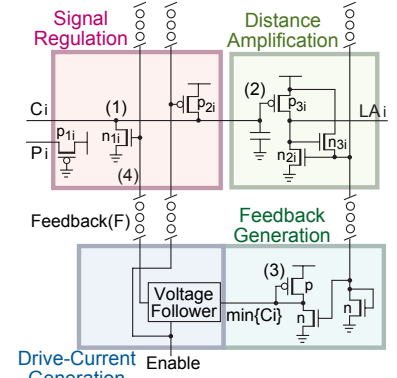 Signal
Regulation
Distance
Amplification
Ci
(1)
p2i
(2)
p3i
LAi
p1i
n1i
n3i
Pi
n2i
(4)
Feedback(F)
Feedback
Generation
(3)
p
Voltage
Follower
min{Ci}
n
n
Drive-Current
Enable
Generation